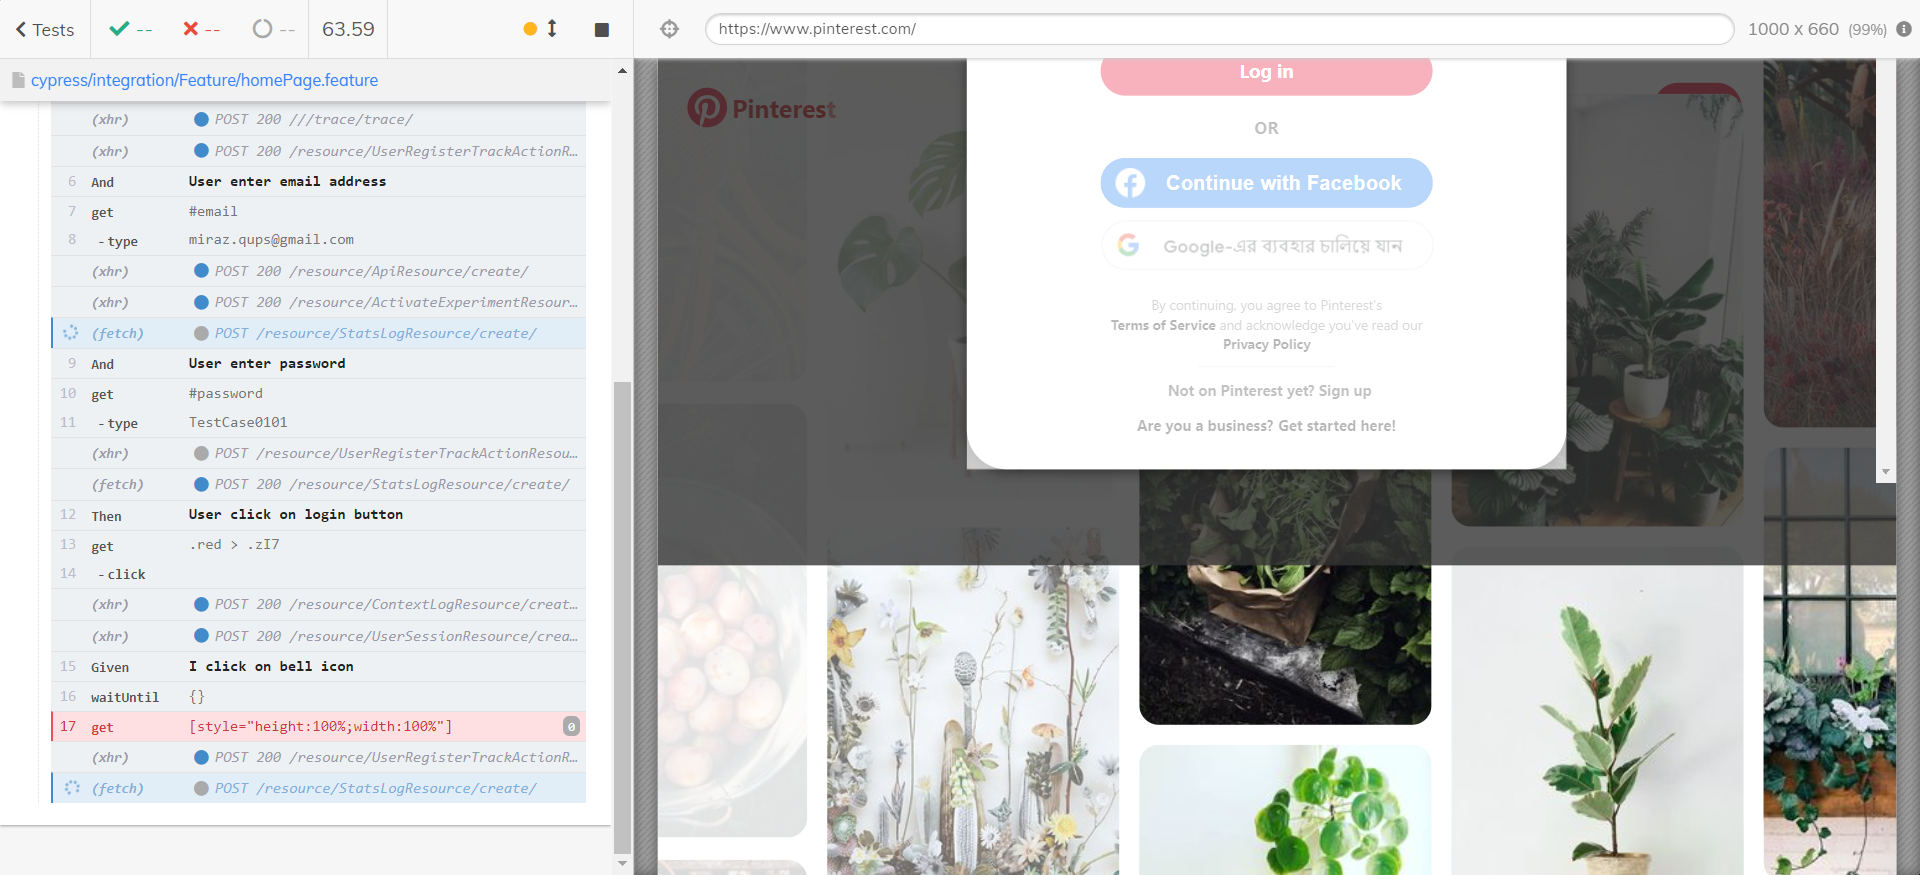 Tests
--
--
--
63.59
https://www.pinterest.com/
1000 x 660 (99%)
cypress/integration/Feature/homePage.feature
(xhr) POST 200 ///trace/trace/
(xhr) POST 200 /resource/UserRegisterTrackActionR…
6 And User enter email address
7 get #email
8 -type miraz.qups@gmail.com
(xhr) POST 200 /resource/ApiResource/create/
(xhr) POST 200 /resource/ActivateExperimentResour…
(fetch) POST /resource/StatsLogResource/create/
9 And User enter password
10 get #password
11 -type TestCase0101
(xhr) POST /resource/UserRegisterTrackActionResou…
(fetch) POST 200 /resource/StatsLogResource/create/
12 Then User click on login button
13 get .red > .zI7
14 -click
(xhr) POST 200 /resource/ContextLogResource/creat…
(xhr) POST 200 /resource/UserSessionResource/crea…
15 Given I click on bell icon
16 waitUntil {}
17 get [style="height:100%;width:100%"] 0
(xhr) POST 200 /resource/UserRegisterTrackActionR…
(fetch) POST /resource/StatsLogResource/create/
Pinterest
Log in
OR
Continue with Facebook
Google-এর ব্যবহার চালিয়ে যান
By continuing, you agree to Pinterest's
Terms of Service and acknowledge you've read our
Privacy Policy
Not on Pinterest yet? Sign up
Are you a business? Get started here!